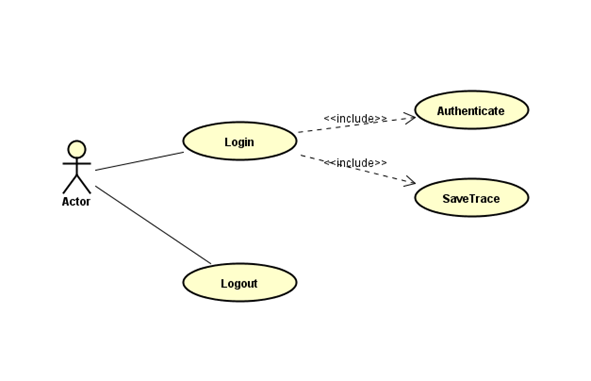 Authenticate
<<include>>
Login
<<include>>
SaveTrace
Actor
Logout